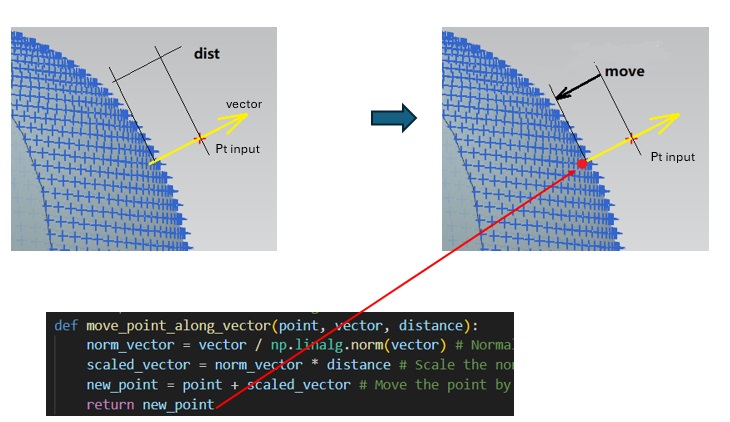 dist
vector
Pt input
move
Pt input
def move_point_along_vector(point, vector, distance):
norm_vector = vector / np.linalg.norm(vector) # Norma
scaled_vector = norm_vector * distance # Scale the no
new_point = point + scaled_vector # Move the point by
return new_point